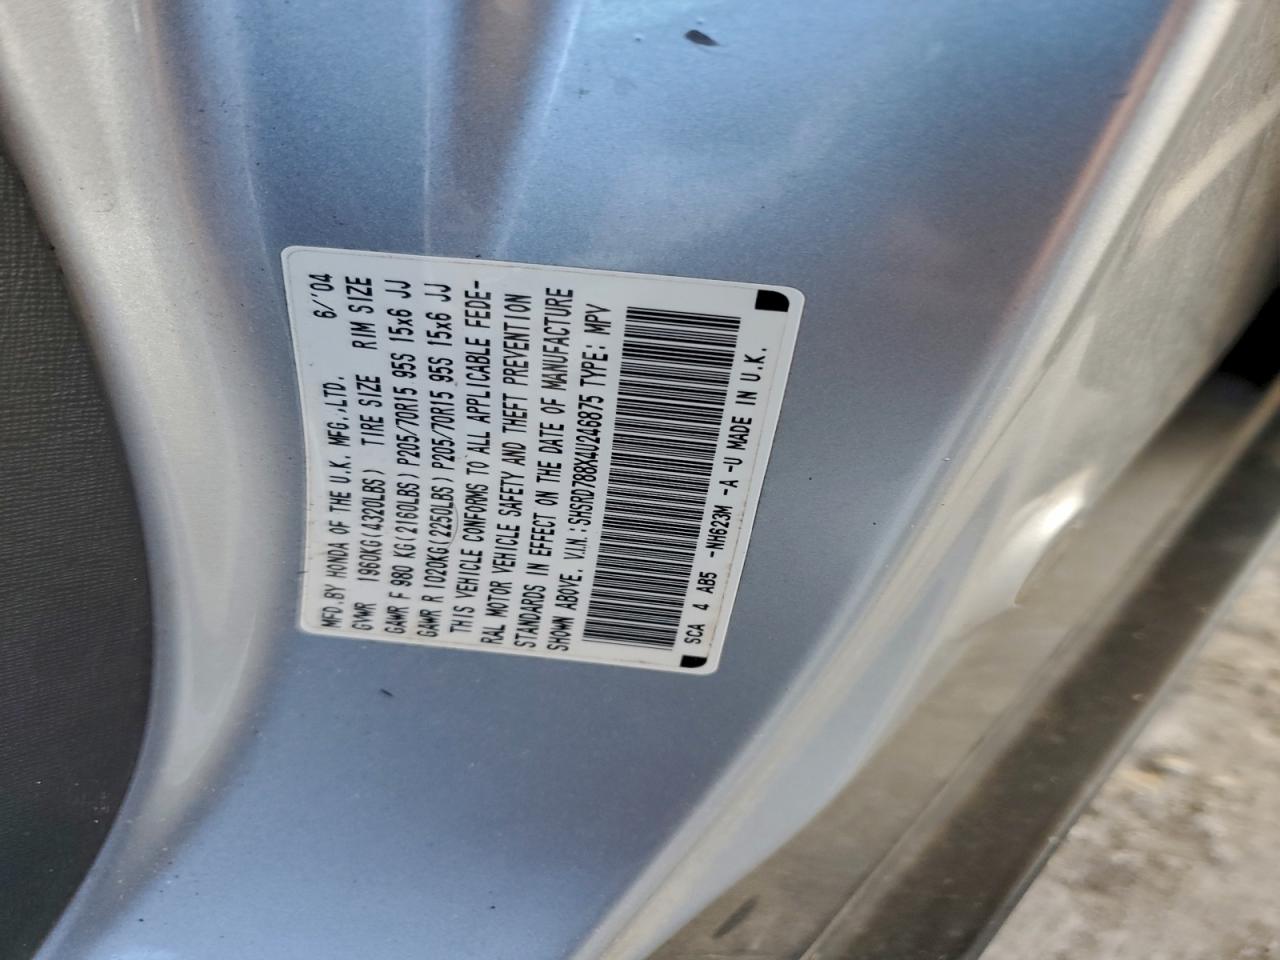 MFD.BY HONDA OF THE U.K. MFG.,LTD. 6/'04
GVWR 1960KG(4320LBS) TIRE SIZE RIM SIZE
GAWR F 980 KG(2160LBS) P205/70R15 95S 15x6 JJ
GAWR R 1020KG(2250LBS) P205/70R15 95S 15x6 JJ
THIS VEHICLE CONFORMS TO ALL APPLICABLE FEDE-
RAL MOTOR VEHICLE SAFETY AND THEFT PREVENTION
STANDARDS IN EFFECT ON THE DATE OF MANUFACTURE
SHOWN ABOVE. V.I.N.:SHSRD788X4U246875 TYPE: MPV
SCA 4 AB5 -NH623M -A -U MADE IN U.K.